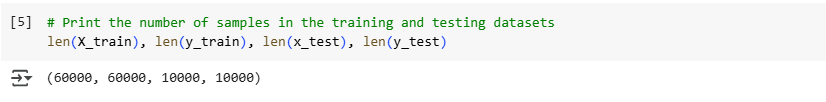 [5] # Print the number of samples in the training and testing datasets
len(X_train), len(y_train), len(x_test), len(y_test)
(60000, 60000, 10000, 10000)